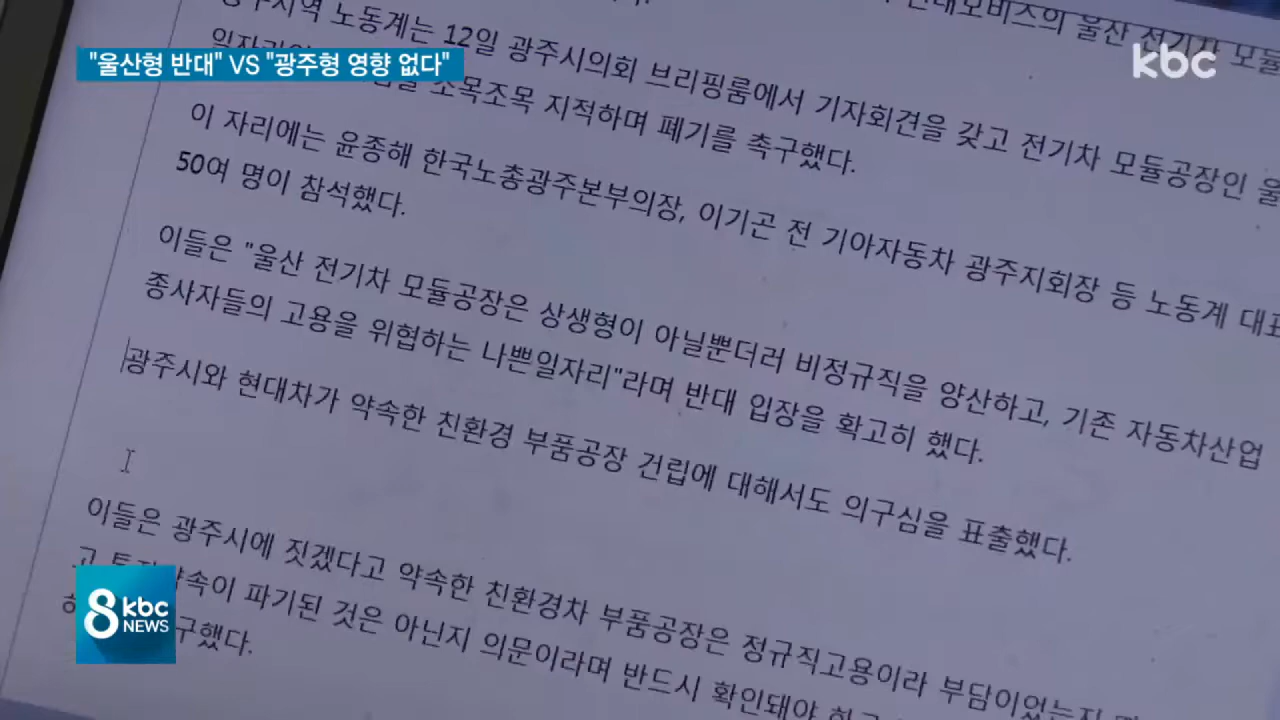 "울산형 반대" VS "광주형 영향 없다"
kbc
울산 전기차 모듈
노동계는 12일 광주시의회 브리핑룸에서 기자회견을 갖고 전기차 모듈공장인
조목조목 지적하며 폐기를 촉구했다.
이 자리에는 윤종해 한국노총광주본부의장, 이기곤 전 기아자동차 광주지회장 등 노동계 대표
50여 명이 참석했다.
이들은 "울산 전기차 모듈공장은 상생형이 아닐뿐더러 비정규직을 양산하고, 기존 자동차산업
종사자들의 고용을 위협하는 나쁜일자리"라며 반대 입장을 확고히 했다.
광주시와 현대차가 약속한 친환경 부품공장 건립에 대해서도 의구심을 표출했다.
이들은 광주시에 짓겠다고 약속한 친환경차 부품공장은 정규직고용이라 부담이었는지
파기된 것은 아닌지 의문이라며 반드시 확인돼야
8 kbc
NEWS